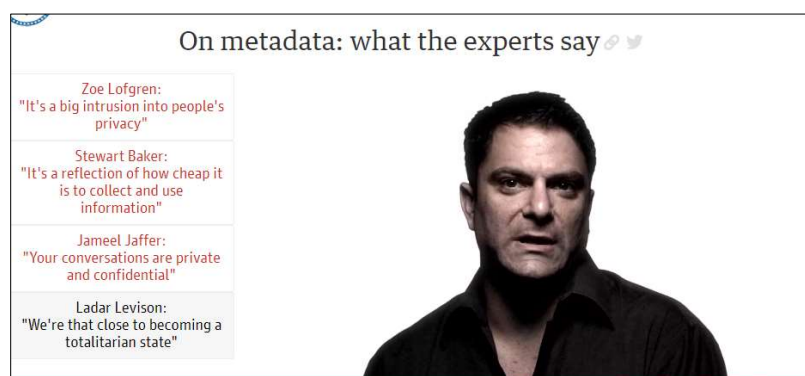 On metadata: what the experts say
Zoe Lofgren:
"It's a big intrusion into people's
privacy"
Stewart Baker:
"It's a reflection of how cheap it
is to collect and use
information"
Jameel Jaffer:
"Your conversations are private
and confidential"
Ladar Levison:
"We're that close to becoming a
totalitarian state"